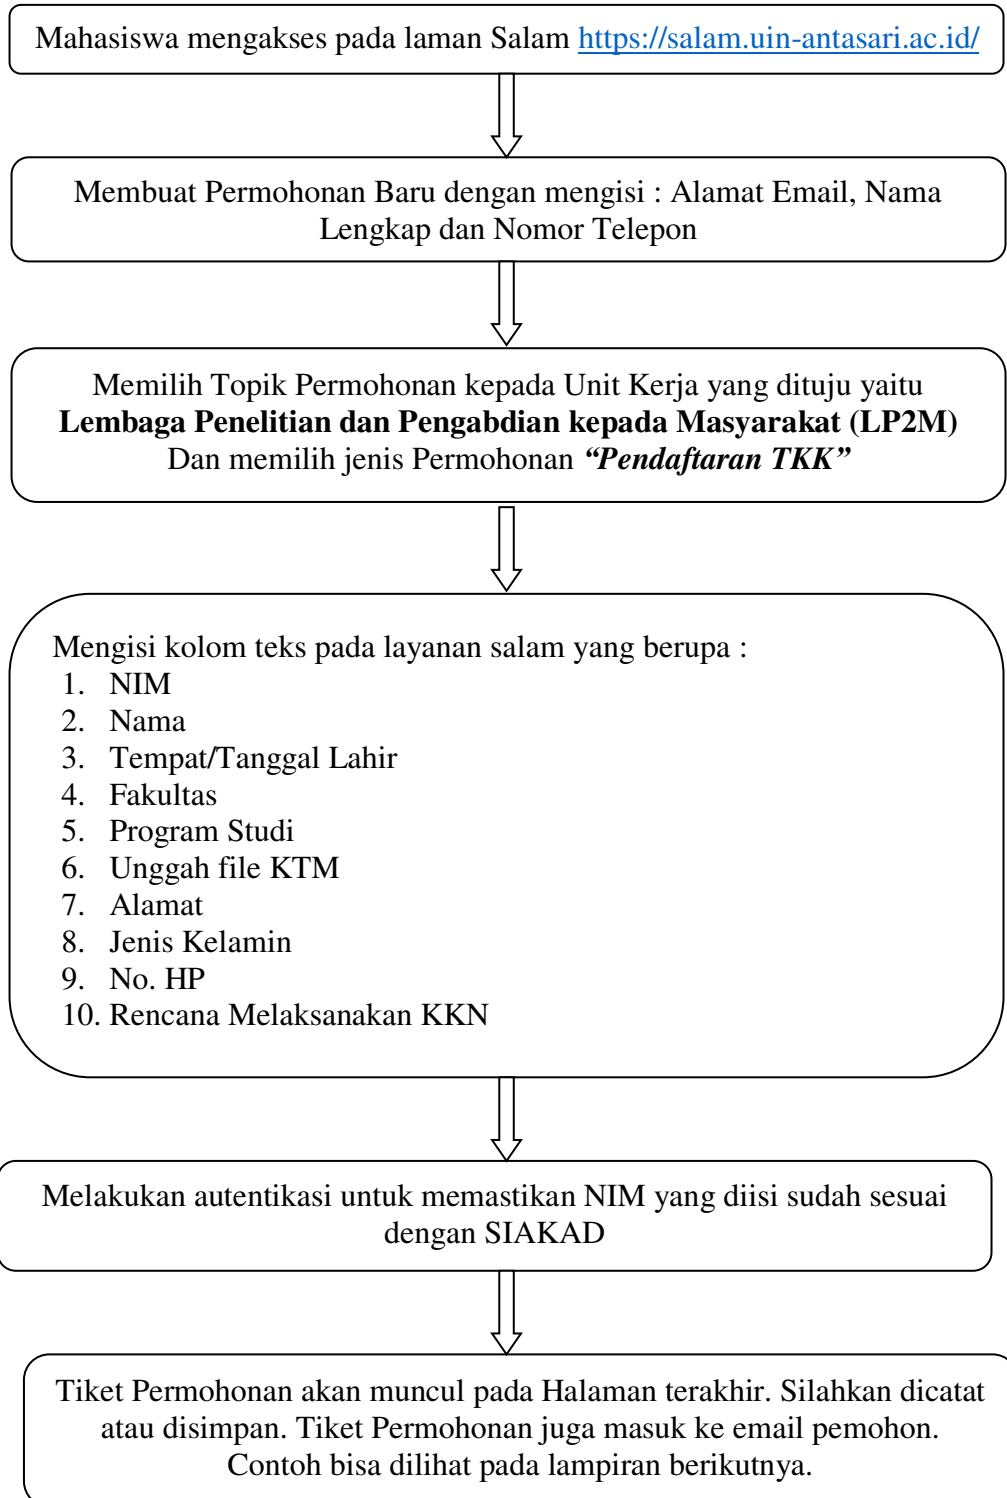 Mahasiswa mengakses pada laman Salam https://salam.uin-antasari.ac.id/
Membuat Permohonan Baru dengan mengisi : Alamat Email, Nama
Lengkap dan Nomor Telepon
Memilih Topik Permohonan kepada Unit Kerja yang dituju yaitu
Lembaga Penelitian dan Pengabdian kepada Masyarakat (LP2M)
Dan memilih jenis Permohonan “Pendaftaran TKK”
Mengisi kolom teks pada layanan salam yang berupa :
1. NIM
2. Nama
3. Tempat/Tanggal Lahir
4. Fakultas
5. Program Studi
6. Unggah file KTM
7. Alamat
8. Jenis Kelamin
9. No. HP
10. Rencana Melaksanakan KKN
Melakukan autentikasi untuk memastikan NIM yang diisi sudah sesuai
dengan SIAKAD
Tiket Permohonan akan muncul pada Halaman terakhir. Silahkan dicatat
atau disimpan. Tiket Permohonan juga masuk ke email pemohon.
Contoh bisa dilihat pada lampiran berikutnya.